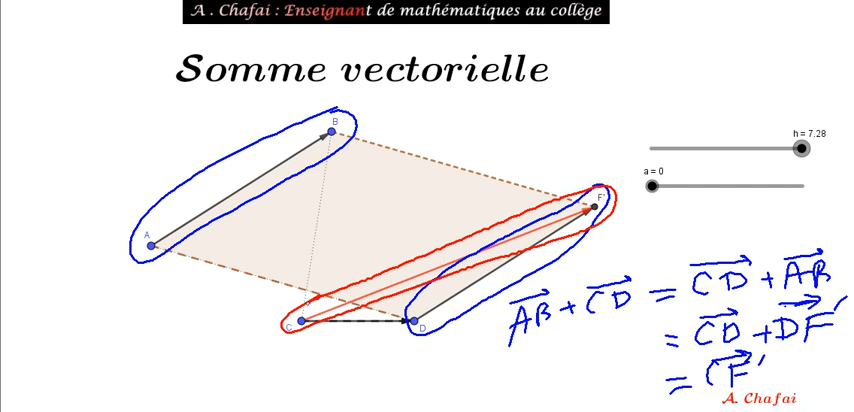 A . Chafai : Enseignant de mathématiques au collège
Somme vectorielle
h = 7.28
a = 0
B
A
F'
C
D
AB + CD = CD + AB
= CD + DF'
= CF'
A. Chafai